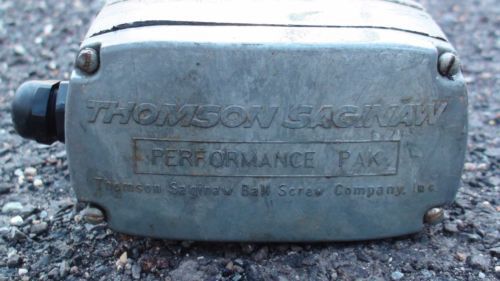 THOMSON SAGINAW
PERFORMANCE PAK
Thomson Saginaw Ball Screw Company, Inc.